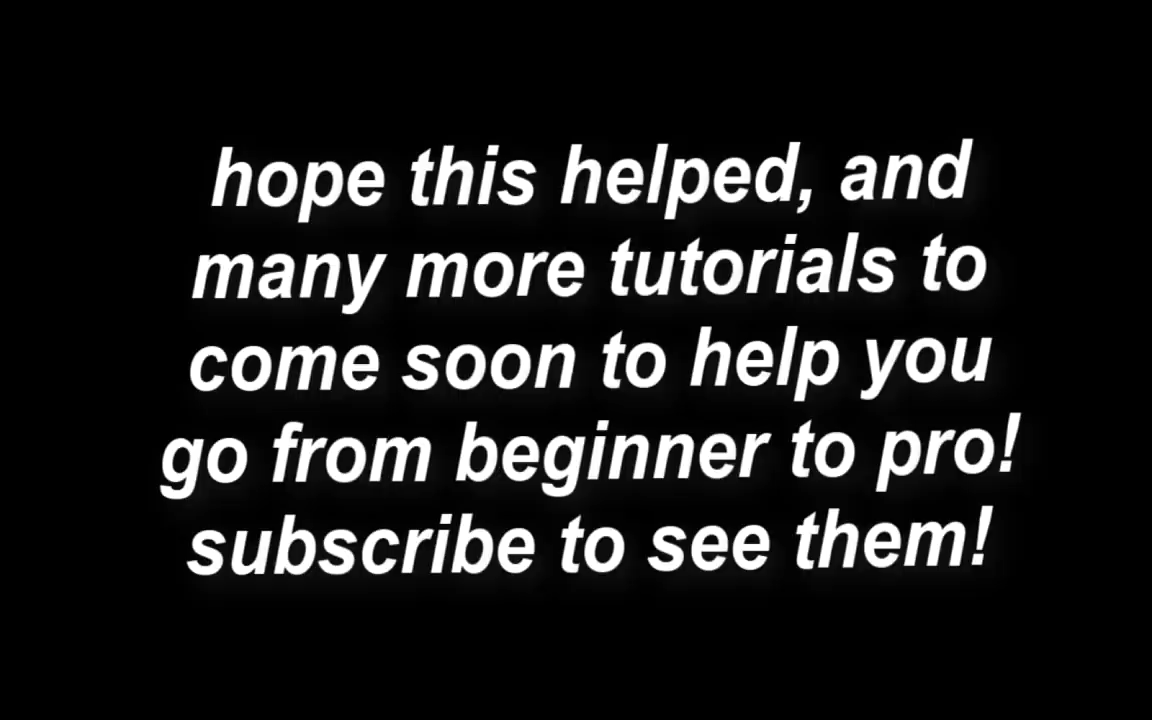 hope this helped, and
many more tutorials to
come soon to help you
go from beginner to pro!
subscribe to see them!